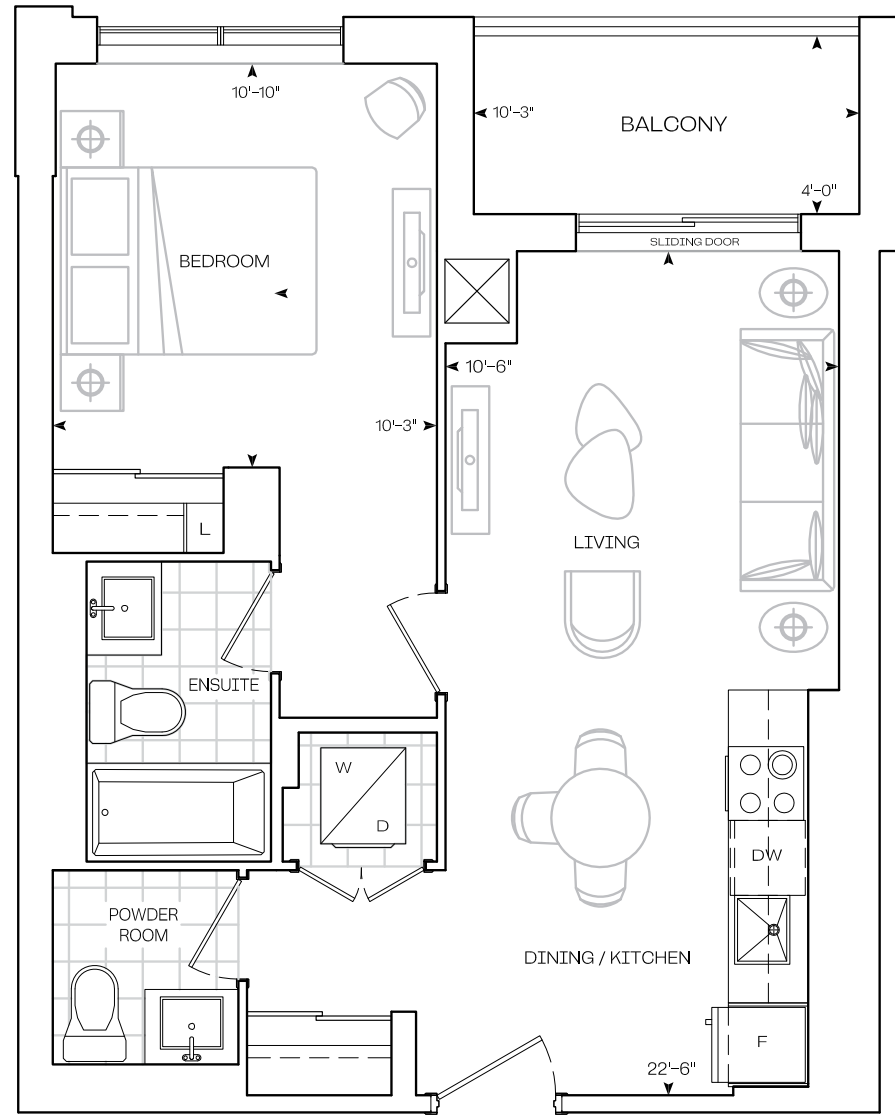 10'-10"
10'-3"
BALCONY
4'-0"
SLIDING DOOR
BEDROOM
10'-6"
10'-3"
L
LIVING
ENSUITE
W
D
DW
POWDER
ROOM
DINING / KITCHEN
F
22'-6"